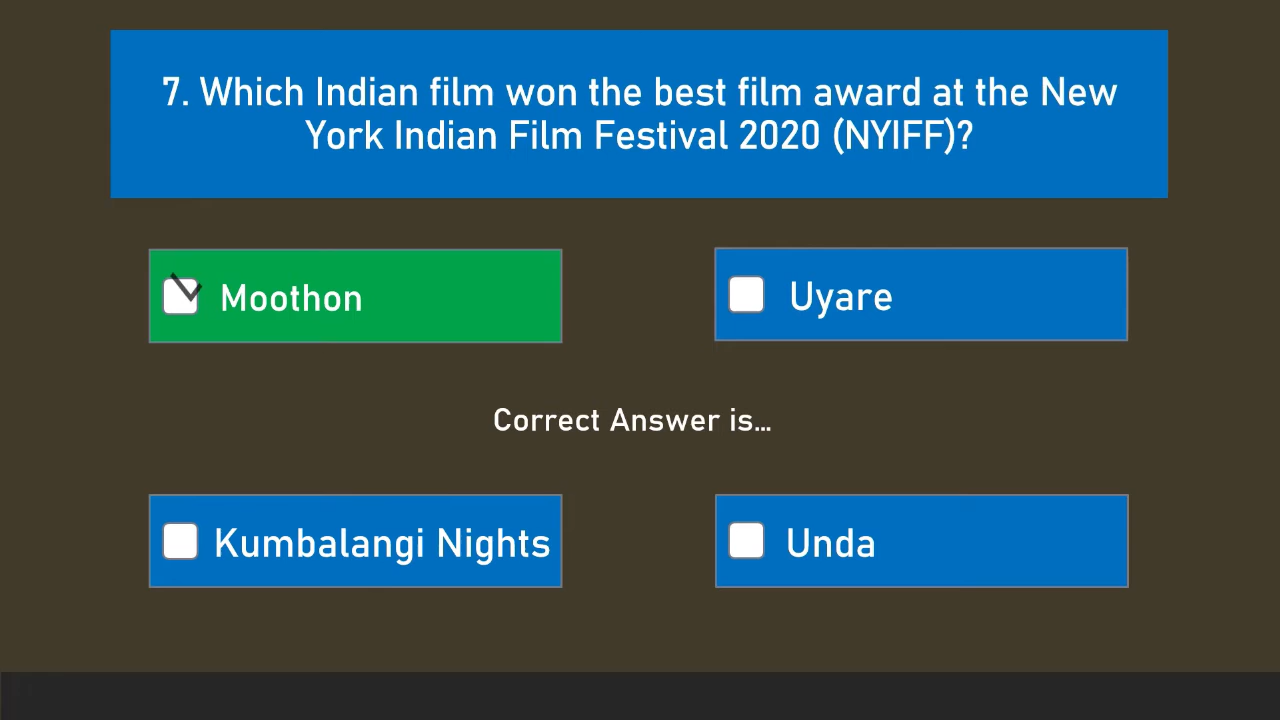 7. Which Indian film won the best film award at the New
York Indian Film Festival 2020 (NYIFF)?
Moothon
Uyare
Correct Answer is...
Kumbalangi Nights
Unda